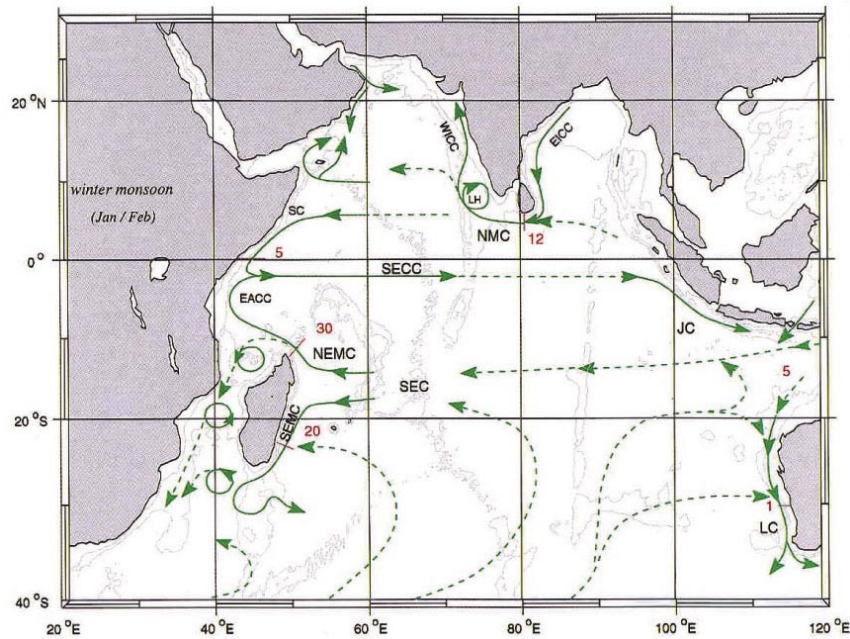 20 °N
WICC
EICC
winter monsoon
(Jan / Feb)
LH
SC
NMC
12
5
0°
SECC
EACC
30
JC
NEMC
5
SEC
20 °S
SEMC
20
1
LC
40 °S
20 °E
40 °E
60 °E
80 °E
100 °E
120 °E